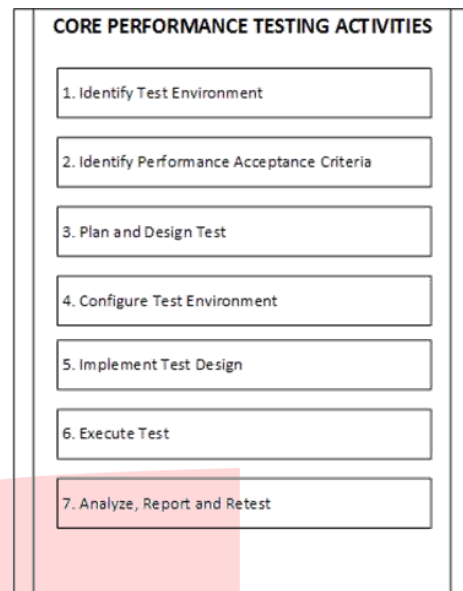 CORE PERFORMANCE TESTING ACTIVITIES
1. Identify Test Environment
2. Identify Performance Acceptance Criteria
3. Plan and Design Test
4. Configure Test Environment
5. Implement Test Design
6. Execute Test
7. Analyze, Report and Retest